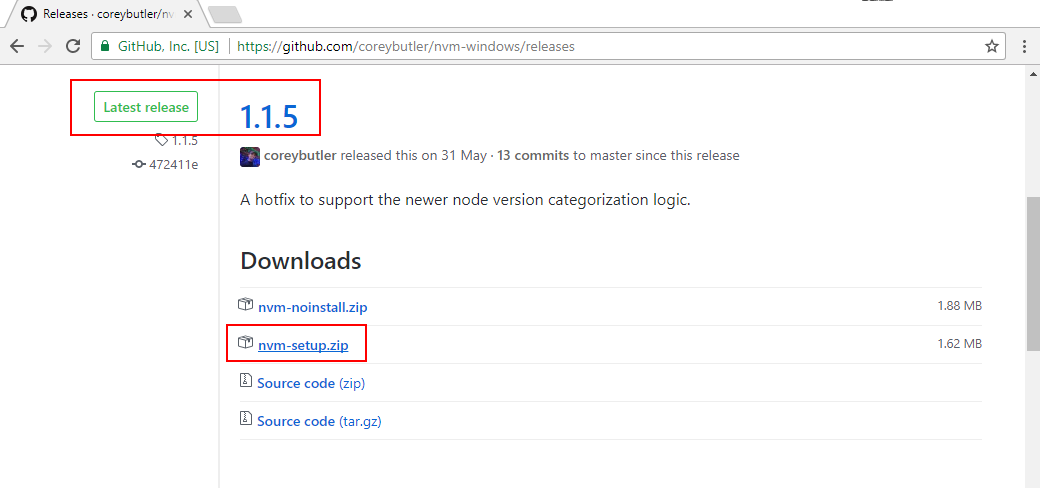 Releases · coreybutler/nv
GitHub, Inc. [US] https://github.com/coreybutler/nvm-windows/releases
Latest release
1.1.5
1.1.5
472411e
coreybutler released this on 31 May · 13 commits to master since this release
A hotfix to support the newer node version categorization logic.
Downloads
nvm-noinstall.zip 1.88 MB
nvm-setup.zip 1.62 MB
Source code (zip)
Source code (tar.gz)